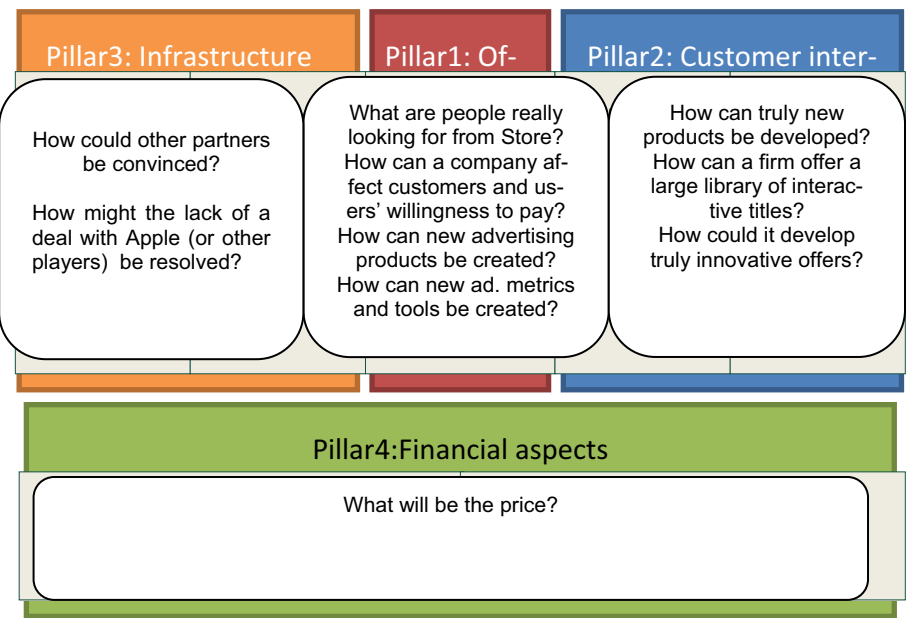 Pillar3: Infrastructure
How could other partners
be convinced?
How might the lack of a
deal with Apple (or other
players) be resolved?
Pillar1: Of-
What are people really
looking for from Store?
How can a company af-
fect customers and us-
ers' willingness to pay?
How can new advertising
products be created?
How can new ad. metrics
and tools be created?
Pillar2: Customer inter-
How can truly new
products be developed?
How can a firm offer a
large library of interac-
tive titles?
How could it develop
truly innovative offers?
Pillar4:Financial aspects
What will be the price?